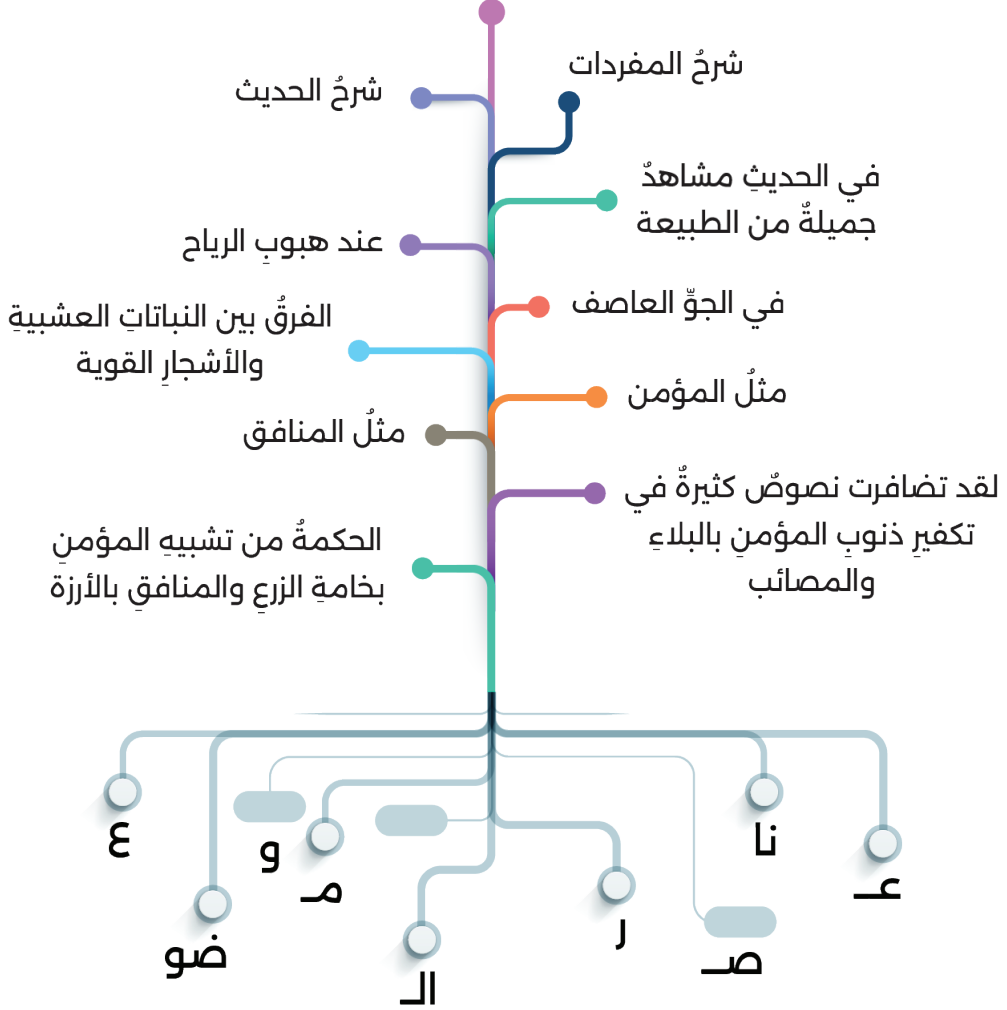 شرحُ المفردات
شرحُ الحديث
في الحديثِ مشاهدُ
جميلةٌ من الطبيعة
عند هبوبِ الرياح
في الجوِّ العاصف
الفرقُ بين النباتاتِ العشبيةِ
والأشجارِ القوية
مثلُ المؤمن
مثلُ المنافق
لقد تضافرت نصوصٌ كثيرةٌ في
تكفيرِ ذنوبِ المؤمنِ بالبلاءِ
والمصائب
الحكمةُ من تشبيهِ المؤمنِ
بخامةِ الزرعِ والمنافقِ بالأرزة
عـ
نا
صـ
ر
الـ
مـ
و
ضو
ع